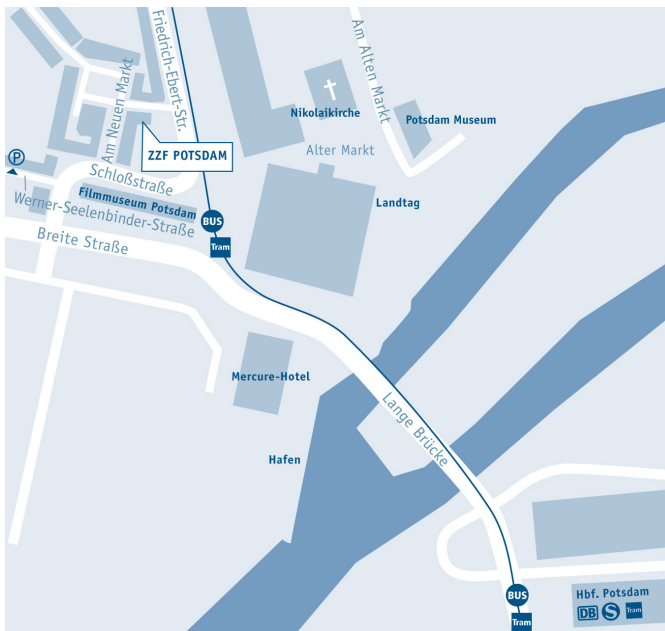 Friedrich-Ebert-Str.
Am Neuen Markt
Am Alten Markt
Nikolaikirche
Potsdam Museum
Alter Markt
ZZF POTSDAM
P
Schloßstraße
Landtag
Filmmuseum Potsdam
Werner-Seelenbinder-Straße
BUS
Tram
Breite Straße
Mercure-Hotel
Lange Brücke
Hafen
BUS
Tram
Hbf. Potsdam
DB S Tram